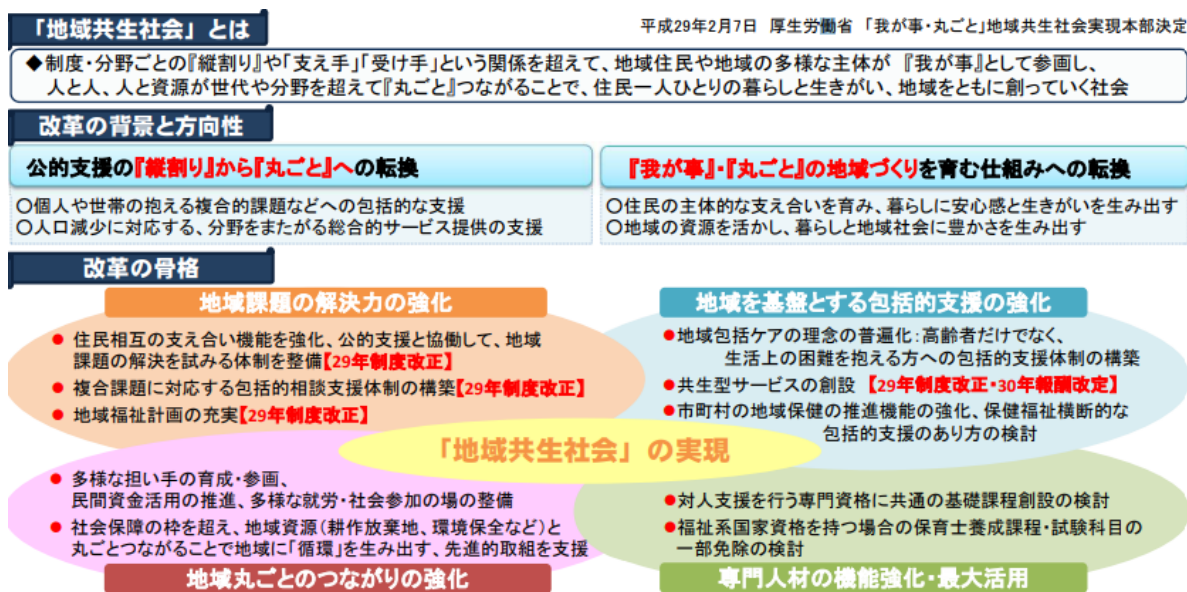 「地域共生社会」とは
平成29年2月7日 厚生労働省 「我が事・丸ごと」地域共生社会実現本部決定
◆制度・分野ごとの『縦割り』や「支え手」「受け手」という関係を超えて、地域住民や地域の多様な主体が 『我が事』として参画し、
人と人、人と資源が世代や分野を超えて『丸ごと』つながることで、住民一人ひとりの暮らしと生きがい、地域をともに創っていく社会
改革の背景と方向性
公的支援の『縦割り』から『丸ごと』への転換
○個人や世帯の抱える複合的課題などへの包括的な支援
○人口減少に対応する、分野をまたがる総合的サービス提供の支援
『我が事』・『丸ごと』の地域づくりを育む仕組みへの転換
○住民の主体的な支え合いを育み、暮らしに安心感と生きがいを生み出す
○地域の資源を活かし、暮らしと地域社会に豊かさを生み出す
改革の骨格
地域課題の解決力の強化
● 住民相互の支え合い機能を強化、公的支援と協働して、地域
課題の解決を試みる体制を整備【29年制度改正】
● 複合課題に対応する包括的相談支援体制の構築【29年制度改正】
● 地域福祉計画の充実【29年制度改正】
地域を基盤とする包括的支援の強化
●地域包括ケアの理念の普遍化:高齢者だけでなく、
生活上の困難を抱える方への包括的支援体制の構築
●共生型サービスの創設 【29年制度改正・30年報酬改定】
●市町村の地域保健の推進機能の強化、保健福祉横断的な
包括的支援のあり方の検討
「地域共生社会」の実現
● 多様な担い手の育成・参画、
民間資金活用の推進、多様な就労・社会参加の場の整備
● 社会保障の枠を超え、地域資源(耕作放棄地、環境保全など)と
丸ごとつながることで地域に「循環」を生み出す、先進的取組を支援
地域丸ごとのつながりの強化
●対人支援を行う専門資格に共通の基礎課程創設の検討
●福祉系国家資格を持つ場合の保育士養成課程・試験科目の
一部免除の検討
専門人材の機能強化・最大活用